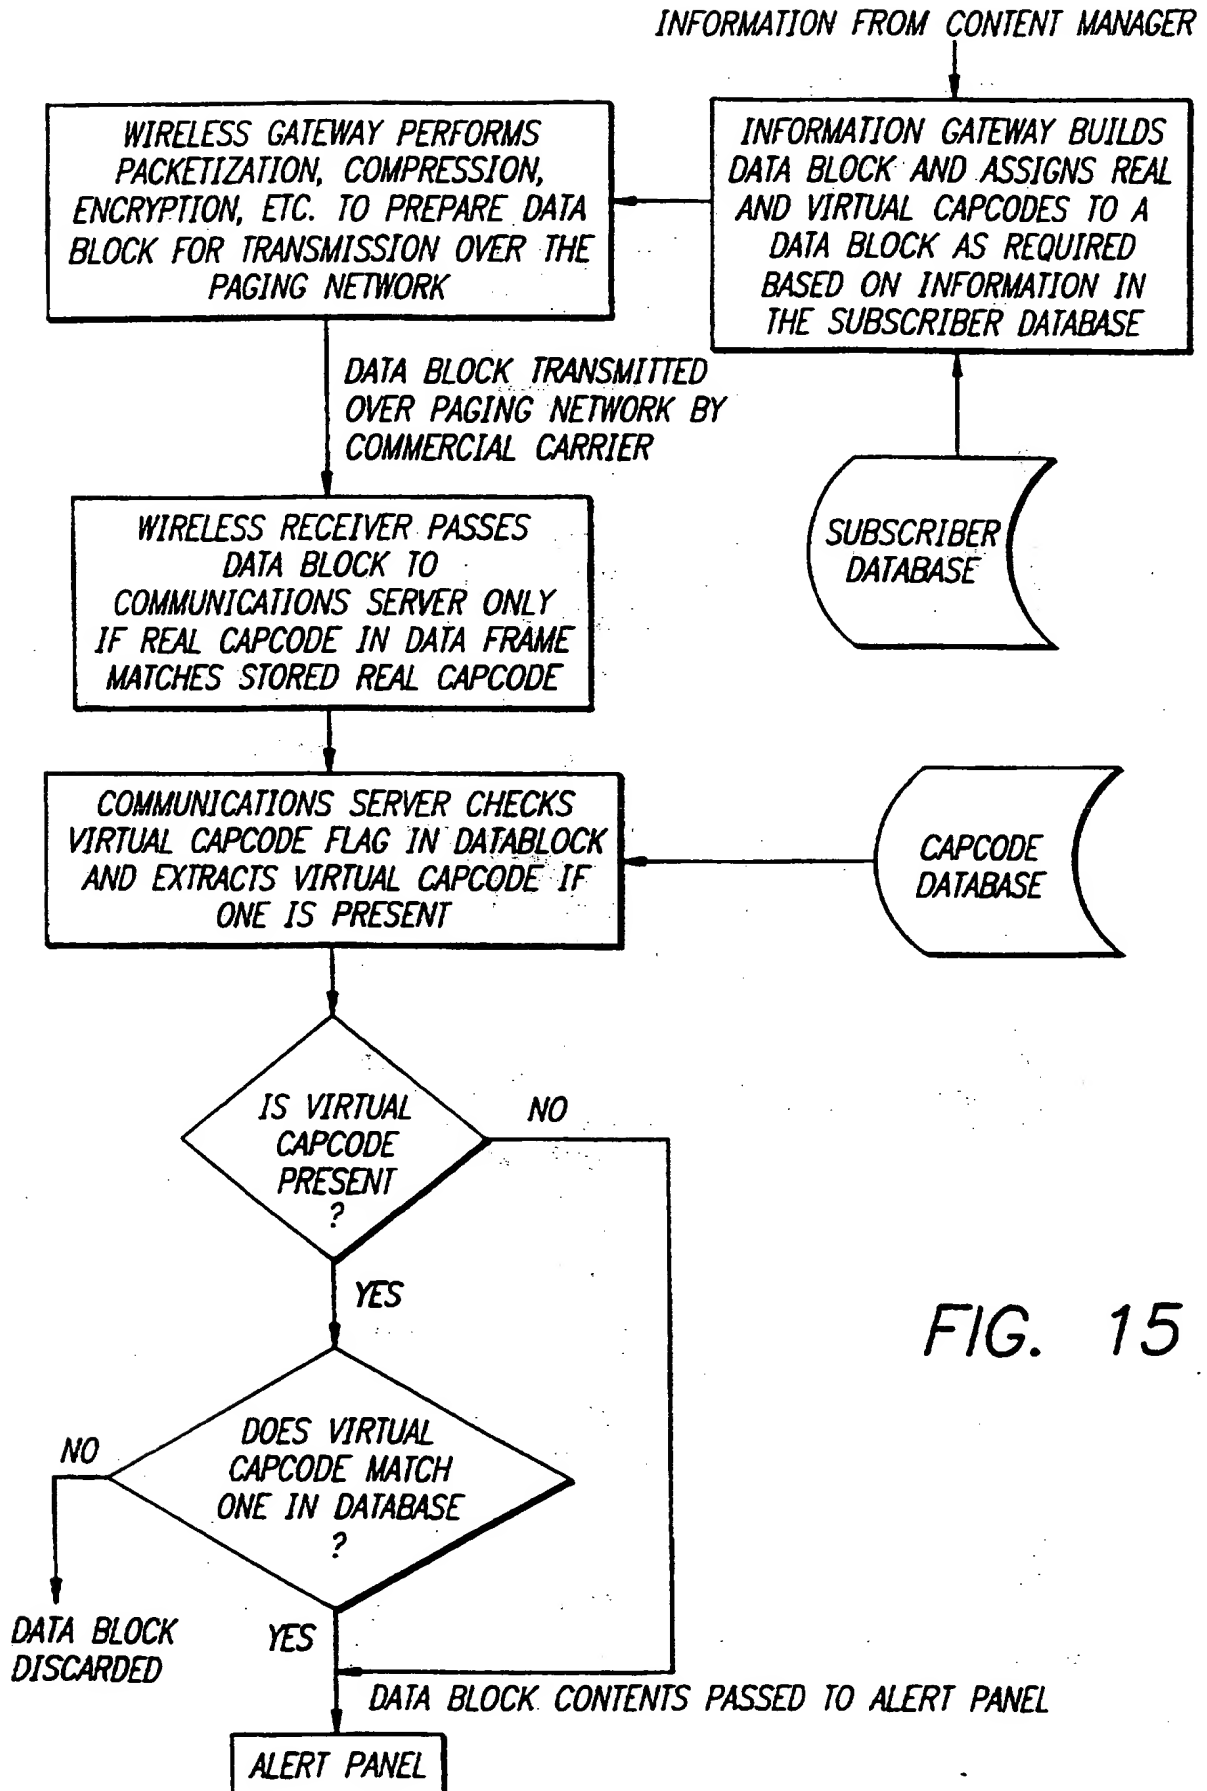 INFORMATION FROM CONTENT MANAGER
INFORMATION GATEWAY BUILDS
DATA BLOCK AND ASSIGNS REAL
AND VIRTUAL CAPCODES TO A
DATA BLOCK AS REQUIRED
BASED ON INFORMATION IN
THE SUBSCRIBER DATABASE
WIRELESS GATEWAY PERFORMS
PACKETIZATION, COMPRESSION,
ENCRYPTION, ETC. TO PREPARE DATA
BLOCK FOR TRANSMISSION OVER THE
PAGING NETWORK
DATA BLOCK TRANSMITTED
OVER PAGING NETWORK BY
COMMERCIAL CARRIER
SUBSCRIBER
DATABASE
WIRELESS RECEIVER PASSES
DATA BLOCK TO
COMMUNICATIONS SERVER ONLY
IF REAL CAPCODE IN DATA FRAME
MATCHES STORED REAL CAPCODE
COMMUNICATIONS SERVER CHECKS
VIRTUAL CAPCODE FLAG IN DATABLOCK
AND EXTRACTS VIRTUAL CAPCODE IF
ONE IS PRESENT
CAPCODE
DATABASE
IS VIRTUAL
CAPCODE
PRESENT
?
NO
YES
DOES VIRTUAL
CAPCODE MATCH
ONE IN DATABASE
?
NO
DATA BLOCK
DISCARDED
YES
DATA BLOCK CONTENTS PASSED TO ALERT PANEL
ALERT PANEL
FIG. 15